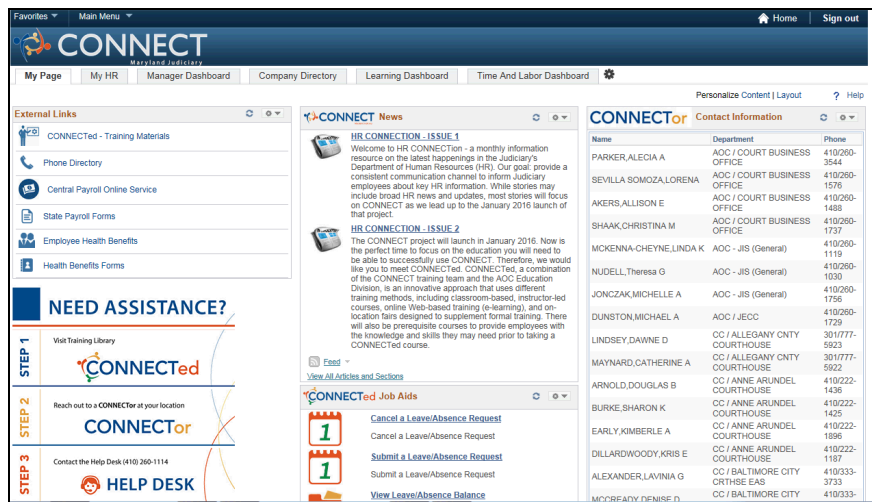 Favorites Main Menu Home Sign out
CONNECT
Maryland Judiciary
My Page My HR Manager Dashboard Company Directory Learning Dashboard Time And Labor Dashboard
Personalize Content | Layout ? Help
External Links
CONNECTed - Training Materials
Phone Directory
Central Payroll Online Service
State Payroll Forms
Employee Health Benefits
Health Benefits Forms
NEED ASSISTANCE?
STEP 1
Visit Training Library
CONNECTed
STEP 2
Reach out to a CONNECTor at your location
CONNECTor
STEP 3
Contact the Help Desk (410) 260-1114
HELP DESK
CONNECT News
HR CONNECTION - ISSUE 1
Welcome to HR CONNECTion - a monthly information
resource on the latest happenings in the Judiciary's
Department of Human Resources (HR). Our goal: provide a
consistent communication channel to inform Judiciary
employees about key HR information. While stories may
include broad HR news and updates, most stories will focus
on CONNECT as we lead up to the January 2016 launch of
that project.
HR CONNECTION - ISSUE 2
The CONNECT project will launch in January 2016. Now is
the perfect time to focus on the education you will need to
be able to successfully use CONNECT. Therefore, we would
like you to meet CONNECTed. CONNECTed, a combination
of the CONNECT training team and the AOC Education
Division, is an innovative approach that uses different
training methods, including classroom-based, instructor-led
courses, online Web-based training (e-learning), and on-
location fairs designed to supplement formal training. There
will also be prerequisite courses to provide employees with
the knowledge and skills they may need prior to taking a
CONNECTed course.
Feed
View All Articles and Sections
CONNECTed Job Aids
1
Cancel a Leave/Absence Request
Cancel a Leave/Absence Request
1
Submit a Leave/Absence Request
Submit a Leave/Absence Request
View Leave/Absence Balance
CONNECTor Contact Information
Name Department Phone
PARKER,ALECIA A AOC / COURT BUSINESS OFFICE 410/260-3544
SEVILLA SOMOZA,LORENA AOC / COURT BUSINESS OFFICE 410/260-1576
AKERS,ALLISON E AOC / COURT BUSINESS OFFICE 410/260-1488
SHAAK,CHRISTINA M AOC / COURT BUSINESS OFFICE 410/260-1737
MCKENNA-CHEYNE,LINDA K AOC - JIS (General) 410/260-1119
NUDELL,Theresa G AOC - JIS (General) 410/260-1030
JONCZAK,MICHELLE A AOC - JIS (General) 410/260-1756
DUNSTON,MICHAEL A AOC / JECC 410/260-1729
LINDSEY,DAWNE D CC / ALLEGANY CNTY COURTHOUSE 301/777-5923
MAYNARD,CATHERINE A CC / ALLEGANY CNTY COURTHOUSE 301/777-5922
ARNOLD,DOUGLAS B CC / ANNE ARUNDEL COURTHOUSE 410/222-1436
BURKE,SHARON K CC / ANNE ARUNDEL COURTHOUSE 410/222-1425
EARLY,KIMBERLE A CC / ANNE ARUNDEL COURTHOUSE 410/222-1896
DILLARDWOODY,KRIS E CC / ANNE ARUNDEL COURTHOUSE 410/222-1187
ALEXANDER,LAVINIA G CC / BALTIMORE CITY CRTHSE EAS 410/333-3733
MCCREADY,DENISE D CC / BALTIMORE CITY 410/333-